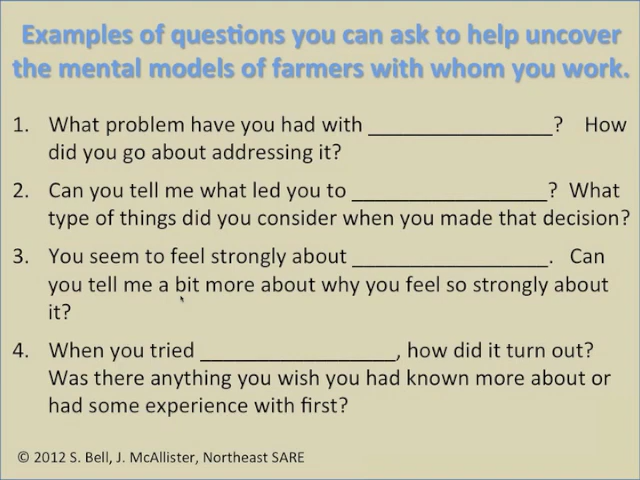 Examples of questions you can ask to help uncover
the mental models of farmers with whom you work.
1. What problem have you had with ________________? How
did you go about addressing it?
2. Can you tell me what led you to _________________? What
type of things did you consider when you made that decision?
3. You seem to feel strongly about _________________. Can
you tell me a bit more about why you feel so strongly about
it?
4. When you tried _________________, how did it turn out?
Was there anything you wish you had known more about or
had some experience with first?
© 2012 S. Bell, J. McAllister, Northeast SARE